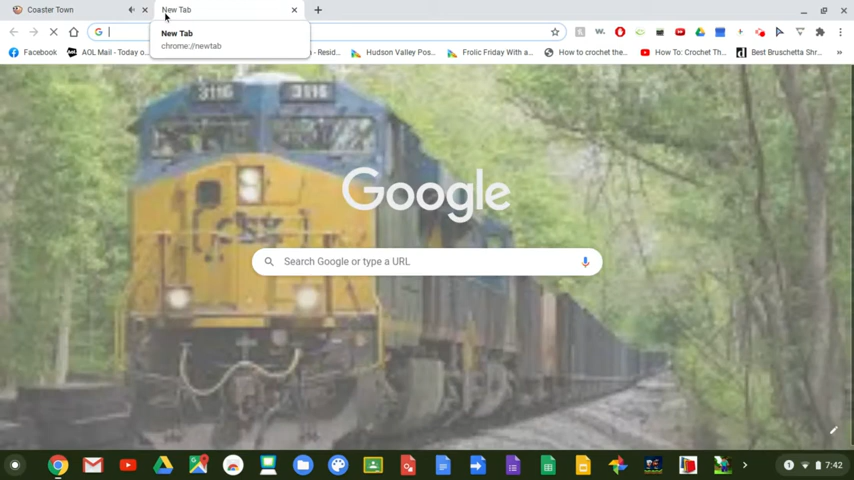 Coaster Town
New Tab
New Tab
chrome://newtab
Facebook
AOL Mail - Today o...
- Resid...
Hudson Valley Pos...
Frolic Friday With a...
How to crochet the...
How To: Crochet Th...
Best Bruschetta Shr...
3116 3116
CSX
Google
Search Google or type a URL
1 7:42